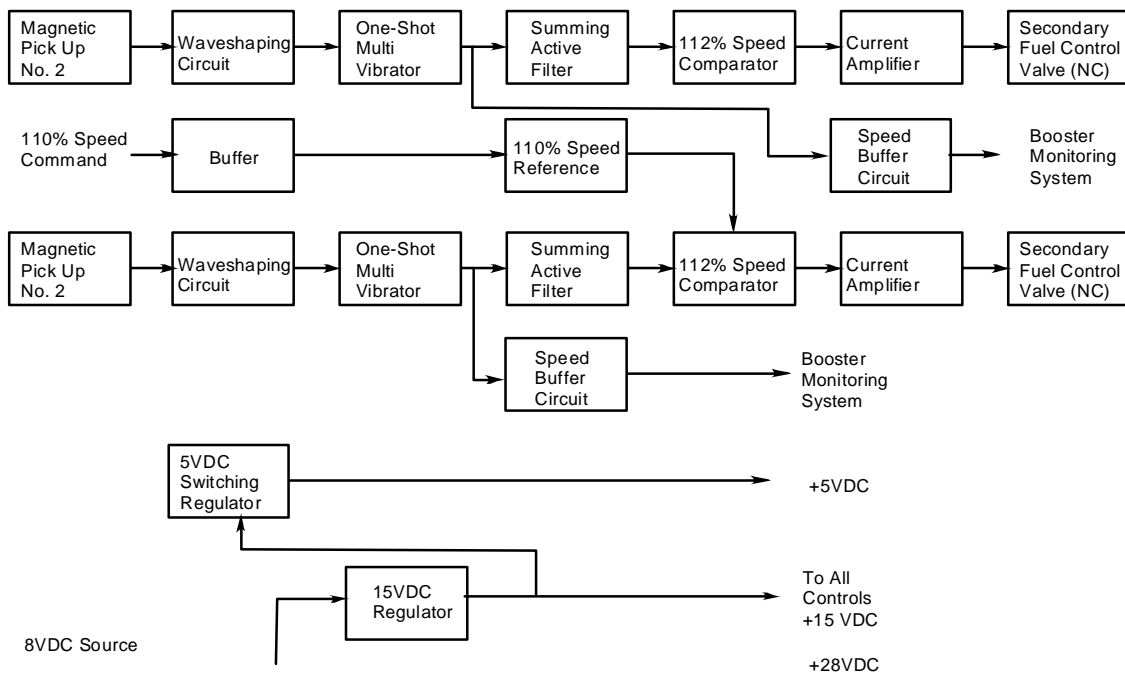 Magnetic
Pick Up
No. 2
Waveshaping
Circuit
One-Shot
Multi
Vibrator
Summing
Active
Filter
112% Speed
Comparator
Current
Amplifier
Secondary
Fuel Control
Valve (NC)
110% Speed
Command
Buffer
110% Speed
Reference
Speed
Buffer
Circuit
Booster
Monitoring
System
Magnetic
Pick Up
No. 2
Waveshaping
Circuit
One-Shot
Multi
Vibrator
Summing
Active
Filter
112% Speed
Comparator
Current
Amplifier
Secondary
Fuel Control
Valve (NC)
Speed
Buffer
Circuit
Booster
Monitoring
System
5VDC
Switching
Regulator
+5VDC
15VDC
Regulator
To All
Controls
+15 VDC
8VDC Source
+28VDC